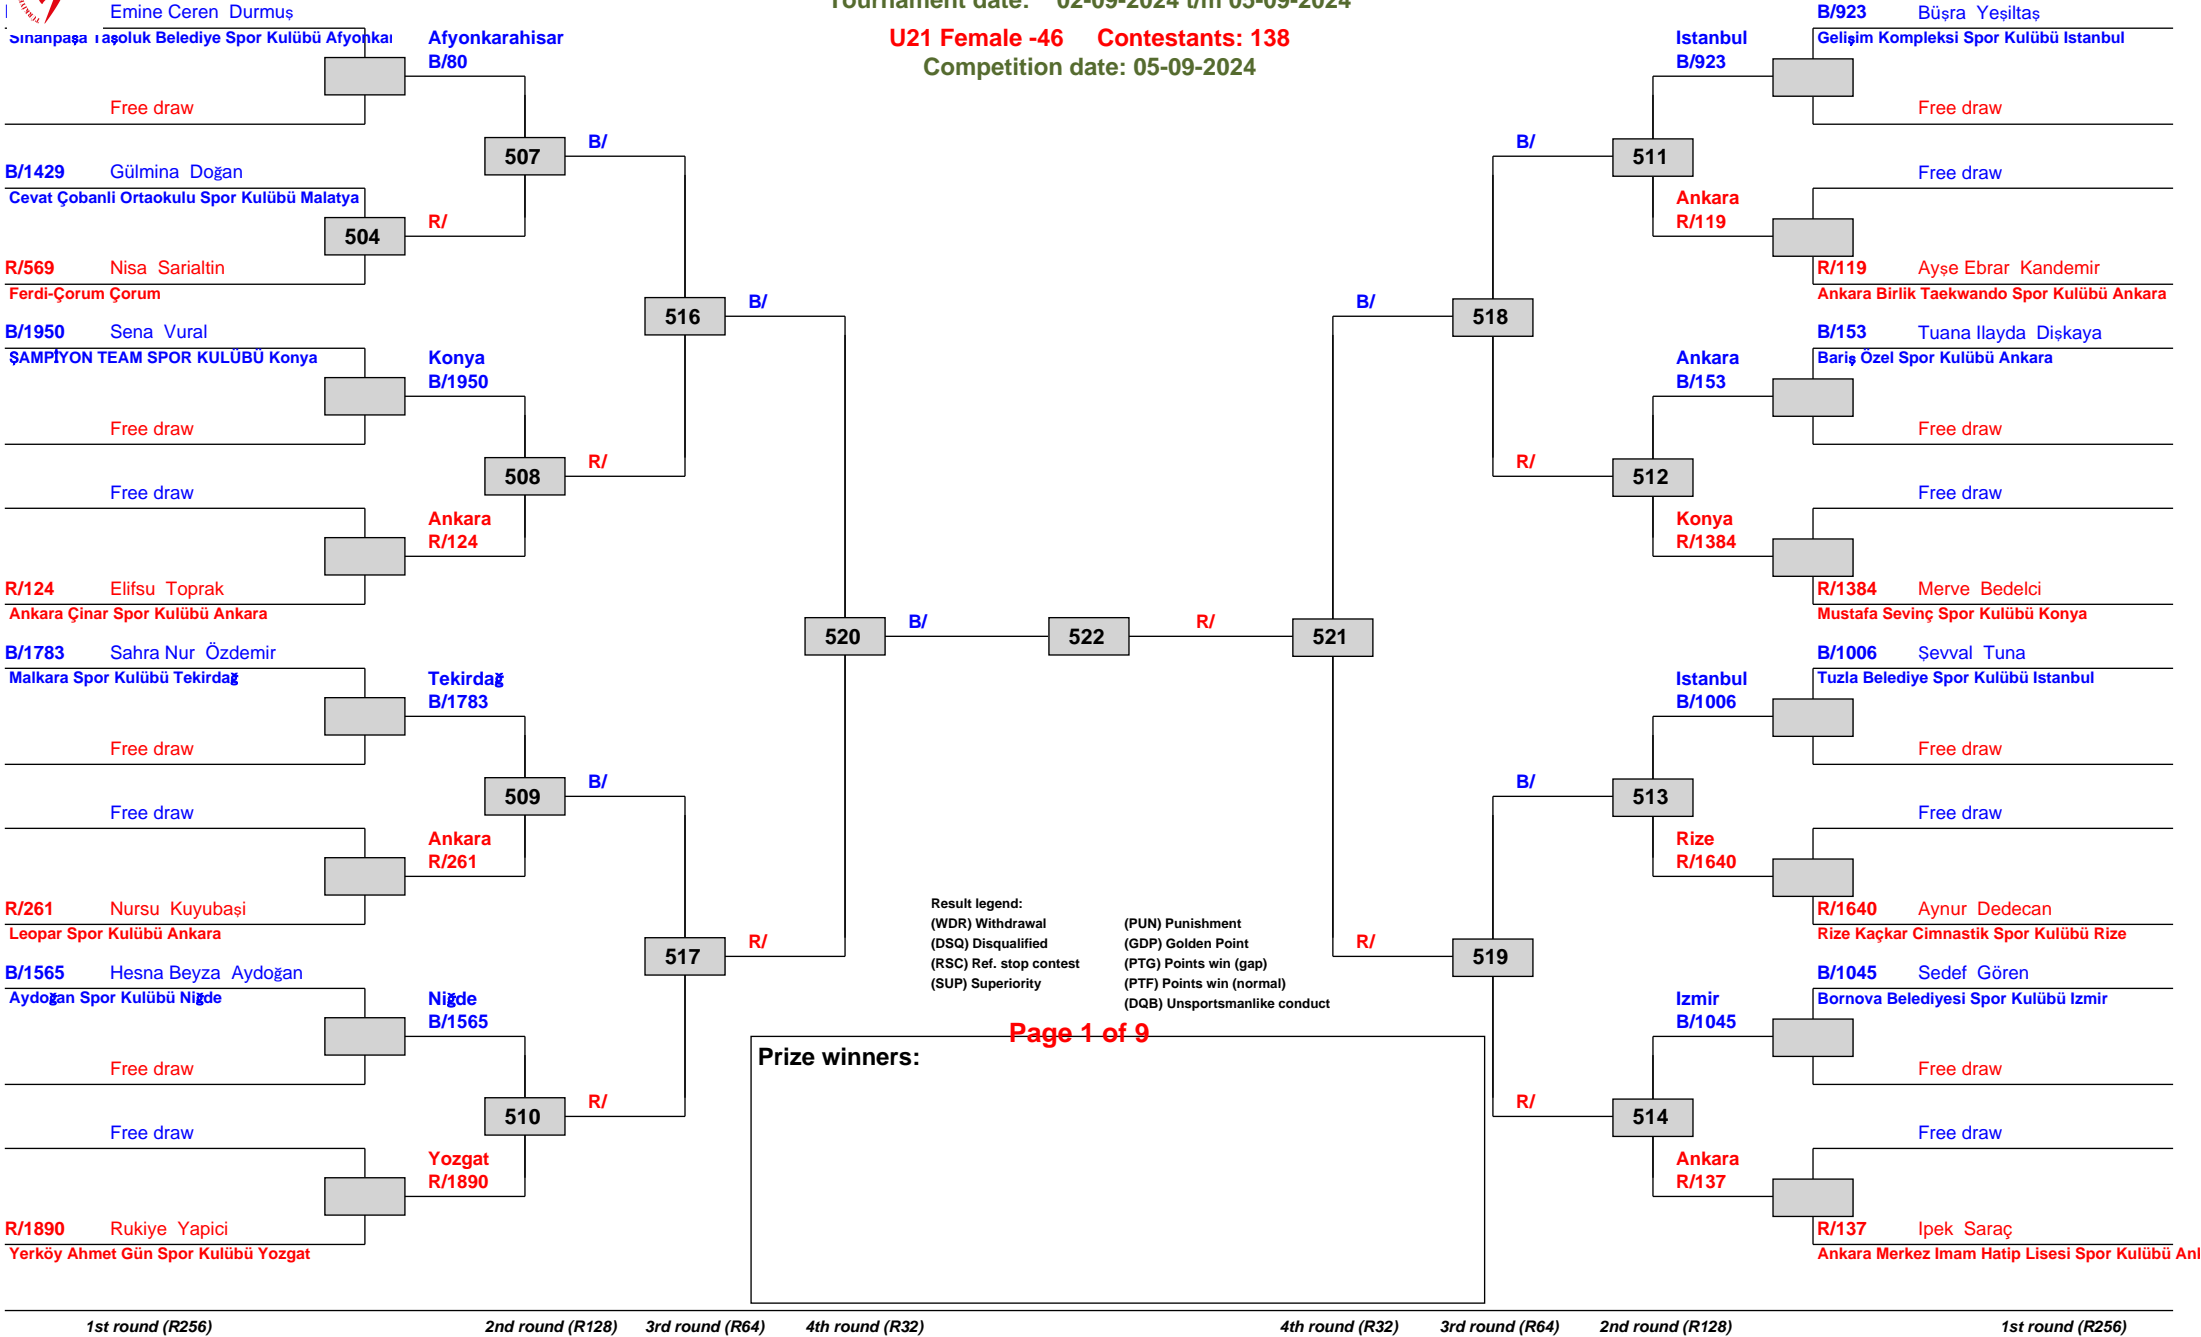 Tournament date: 02-09-2024 t/m 05-09-2024
U21 Female -46 Contestants: 138
Competition date: 05-09-2024
Emine Ceren Durmuş
Sinanpaşa Taşoluk Belediye Spor Kulübü Afyonkar
Free draw
B/1429 Gülmina Doğan
Cevat Çobanli Ortaokulu Spor Kulübü Malatya
R/569 Nisa Sarialtin
Ferdi-Çorum Çorum
B/1950 Sena Vural
ŞAMPİYON TEAM SPOR KULÜBÜ Konya
Free draw
Free draw
R/124 Elifsu Toprak
Ankara Çinar Spor Kulübü Ankara
B/1783 Sahra Nur Özdemir
Malkara Spor Kulübü Tekirdağ
Free draw
Free draw
R/261 Nursu Kuyubaşi
Leopar Spor Kulübü Ankara
B/1565 Hesna Beyza Aydoğan
Aydoğan Spor Kulübü Niğde
Free draw
Free draw
R/1890 Rukiye Yapici
Yerköy Ahmet Gün Spor Kulübü Yozgat
504
Afyonkarahisar
B/80
R/
Konya
B/1950
Ankara
R/124
Tekirdağ
B/1783
Ankara
R/261
Niğde
B/1565
Yozgat
R/1890
507
508
509
510
B/
R/
B/
R/
516
517
B/
R/
520
B/
522
R/
521
B/
R/
518
519
B/
R/
B/
R/
511
512
513
514
Istanbul
B/923
Ankara
R/119
Ankara
B/153
Konya
R/1384
Istanbul
B/1006
Rize
R/1640
Izmir
B/1045
Ankara
R/137
B/923 Büşra Yeşiltaş
Gelişim Kompleksi Spor Kulübü Istanbul
Free draw
Free draw
R/119 Ayşe Ebrar Kandemir
Ankara Birlik Taekwando Spor Kulübü Ankara
B/153 Tuana Ilayda Dişkaya
Bariş Özel Spor Kulübü Ankara
Free draw
Free draw
R/1384 Merve Bedelci
Mustafa Sevinç Spor Kulübü Konya
B/1006 Şevval Tuna
Tuzla Belediye Spor Kulübü Istanbul
Free draw
Free draw
R/1640 Aynur Dedecan
Rize Kaçkar Cimnastik Spor Kulübü Rize
B/1045 Sedef Gören
Bornova Belediyesi Spor Kulübü Izmir
Free draw
Free draw
R/137 Ipek Saraç
Ankara Merkez Imam Hatip Lisesi Spor Kulübü Anl
Result legend:
(WDR) Withdrawal (PUN) Punishment
(DSQ) Disqualified (GDP) Golden Point
(RSC) Ref. stop contest (PTG) Points win (gap)
(SUP) Superiority (PTF) Points win (normal)
(DQB) Unsportsmanlike conduct
Page 1 of 9
Prize winners:
1st round (R256) 2nd round (R128) 3rd round (R64) 4th round (R32) 4th round (R32) 3rd round (R64) 2nd round (R128) 1st round (R256)